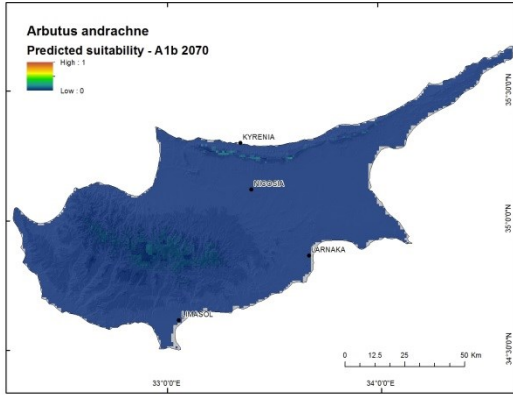 Arbutus andrachne
Predicted suitability - A1b 2070
High : 1
Low : 0
KYRENIA
NICOSIA
LARNAKA
LIMASOL
35°30'0"N
35°0'0"N
34°30'0"N
0 12.5 25 50 Km
33°0'0"E 34°0'0"E